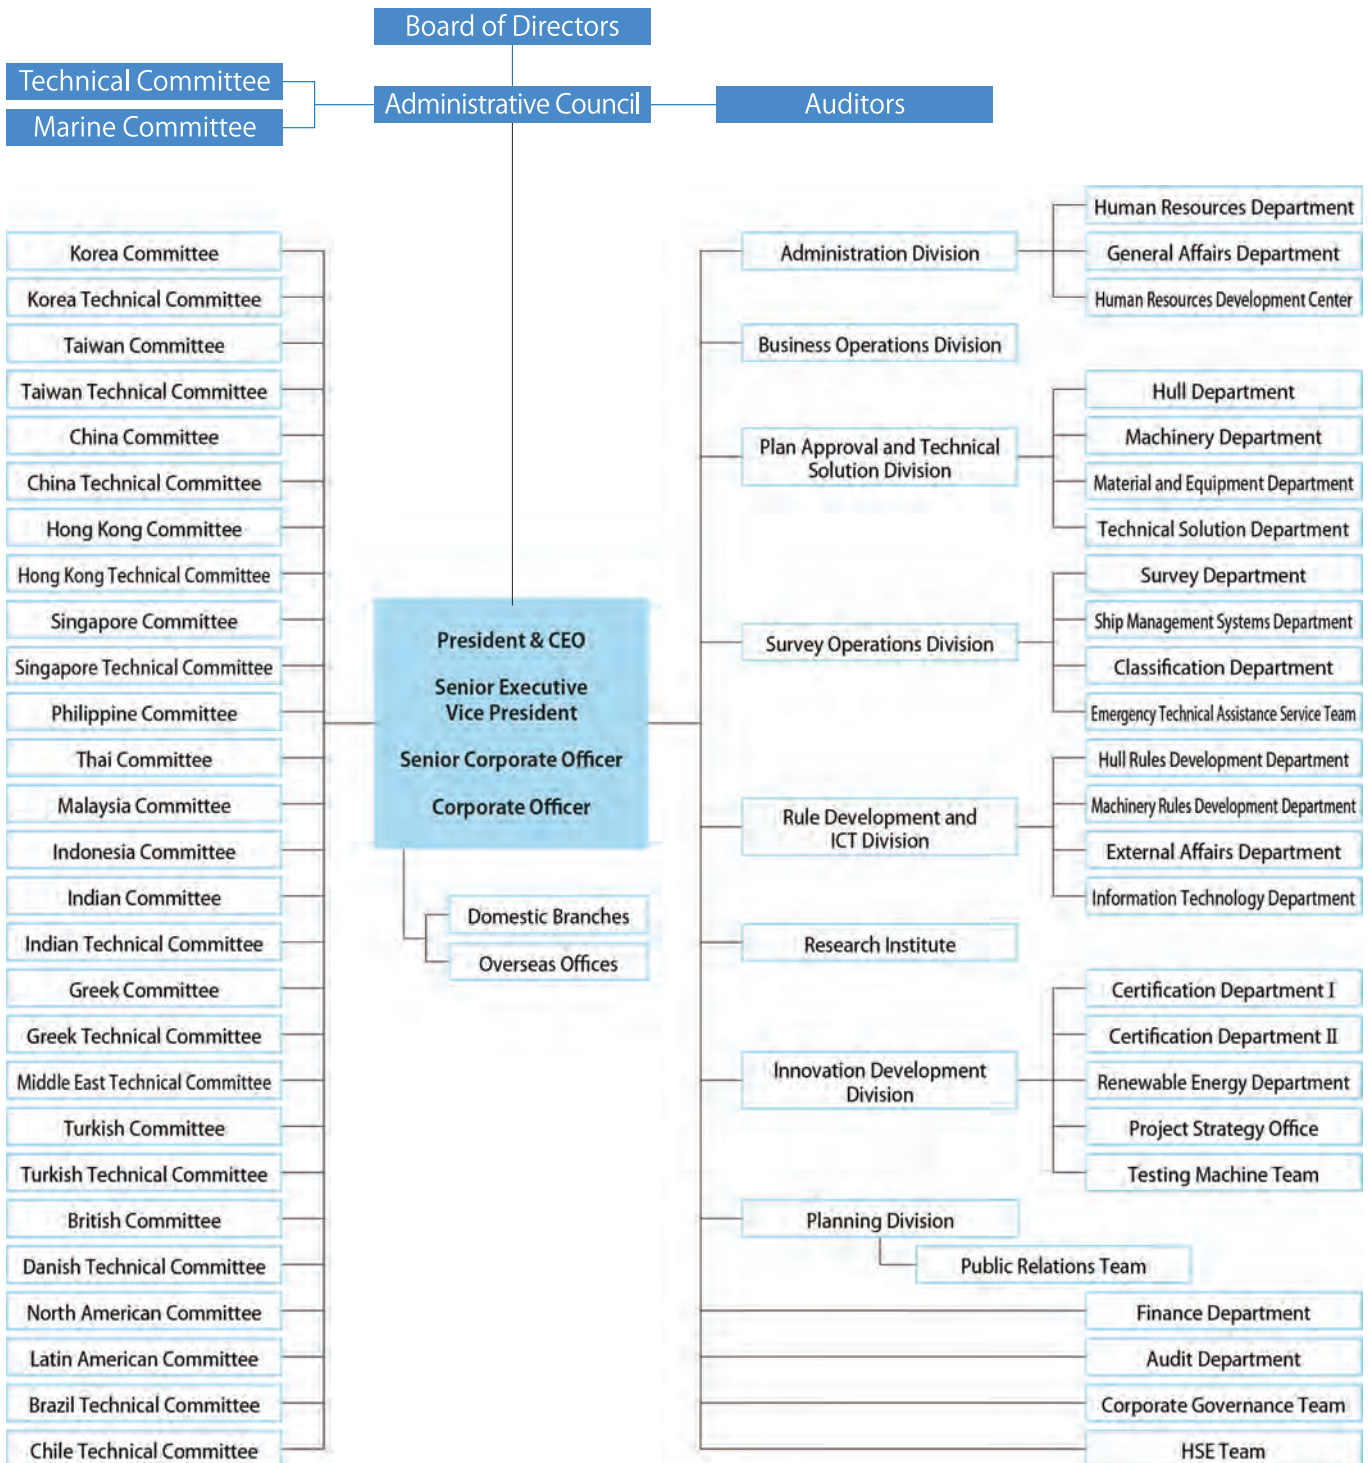 Board of Directors
Technical Committee
Administrative Council
Auditors
Marine Committee
Korea Committee
Korea Technical Committee
Taiwan Committee
Taiwan Technical Committee
China Committee
China Technical Committee
Hong Kong Committee
Hong Kong Technical Committee
Singapore Committee
Singapore Technical Committee
Philippine Committee
Thai Committee
Malaysia Committee
Indonesia Committee
Indian Committee
Indian Technical Committee
Greek Committee
Greek Technical Committee
Middle East Technical Committee
Turkish Committee
Turkish Technical Committee
British Committee
Danish Technical Committee
North American Committee
Latin American Committee
Brazil Technical Committee
Chile Technical Committee
President & CEO
Senior Executive
Vice President
Senior Corporate Officer
Corporate Officer
Domestic Branches
Overseas Offices
Administration Division
Human Resources Department
General Affairs Department
Human Resources Development Center
Business Operations Division
Plan Approval and Technical
Solution Division
Hull Department
Machinery Department
Material and Equipment Department
Technical Solution Department
Survey Operations Division
Survey Department
Ship Management Systems Department
Classification Department
Emergency Technical Assistance Service Team
Rule Development and
ICT Division
Hull Rules Development Department
Machinery Rules Development Department
External Affairs Department
Information Technology Department
Research Institute
Innovation Development
Division
Certification Department I
Certification Department II
Renewable Energy Department
Project Strategy Office
Testing Machine Team
Planning Division
Public Relations Team
Finance Department
Audit Department
Corporate Governance Team
HSE Team